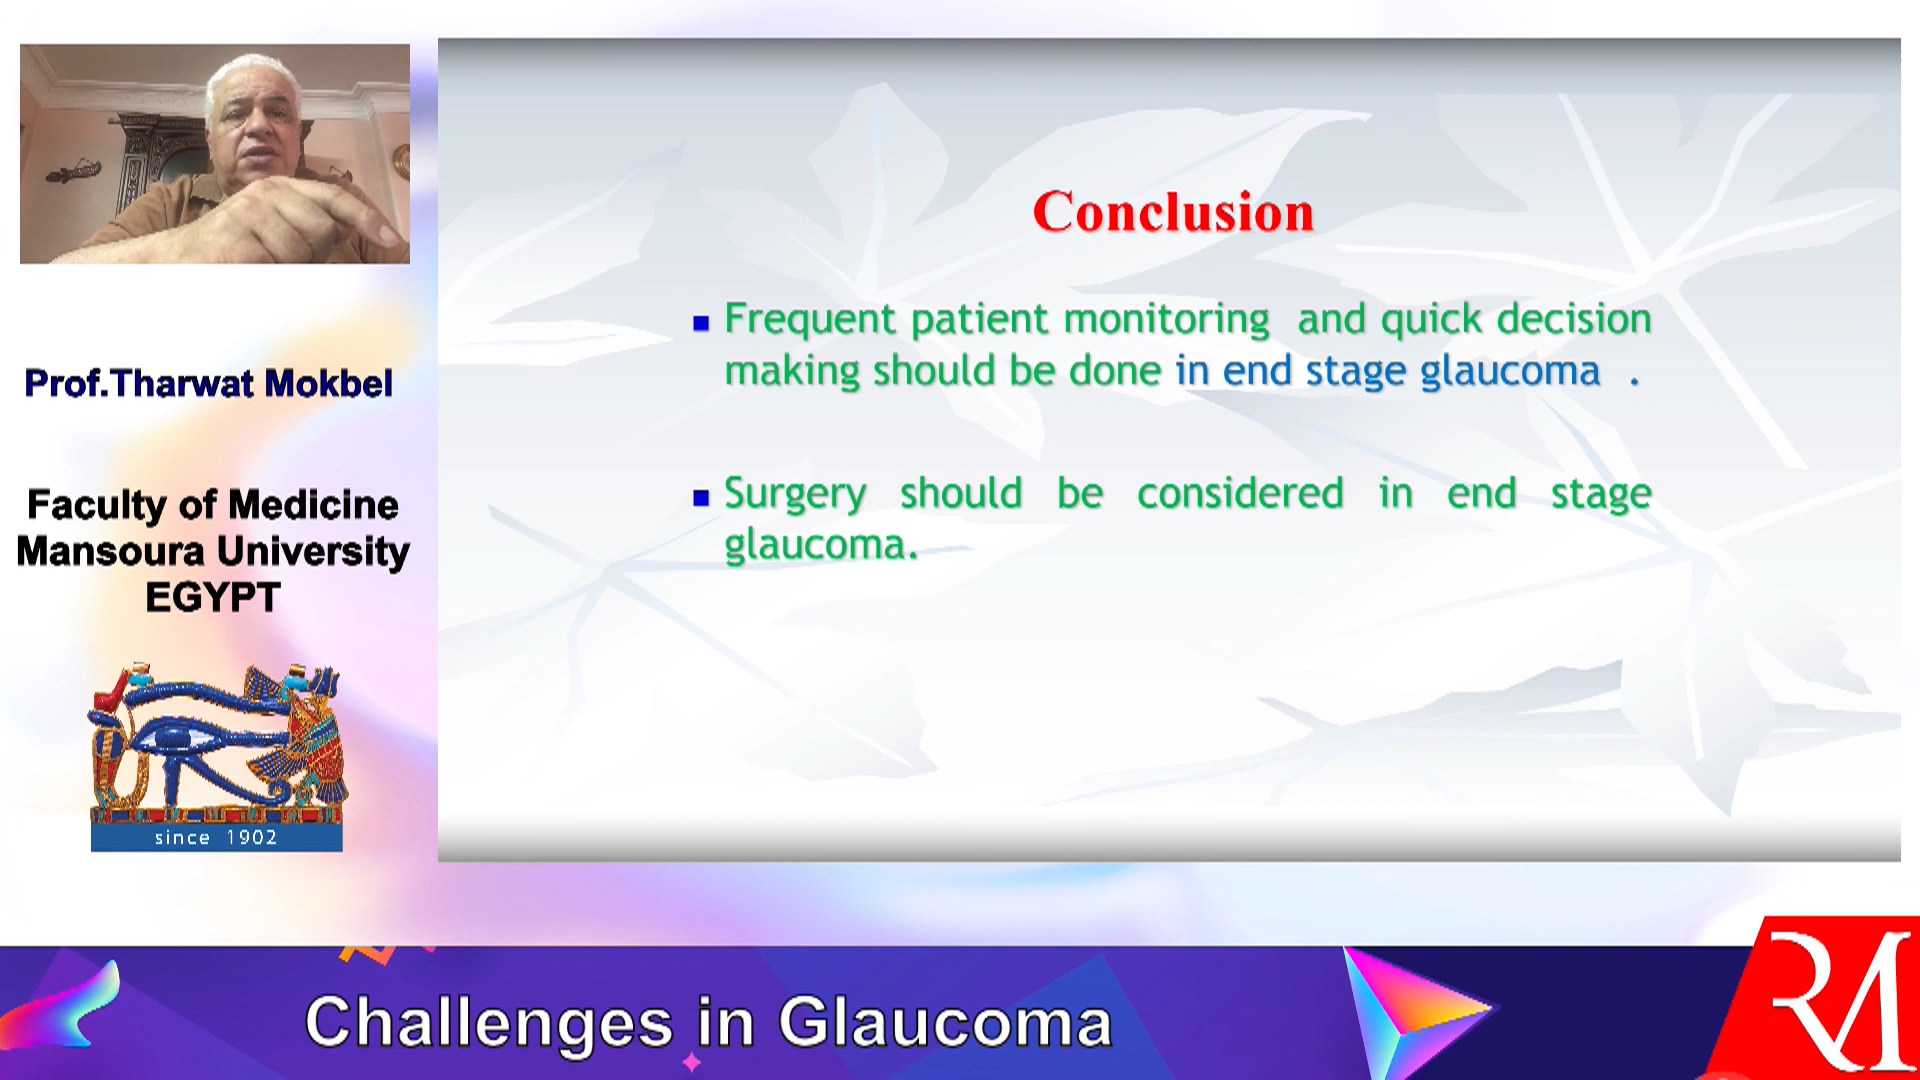 Prof.Tharwat Mokbel
Faculty of Medicine
Mansoura University
EGYPT
since 1902
Conclusion
Frequent patient monitoring and quick decision
making should be done in end stage glaucoma .
Surgery should be considered in end stage
glaucoma.
Challenges in Glaucoma
RM